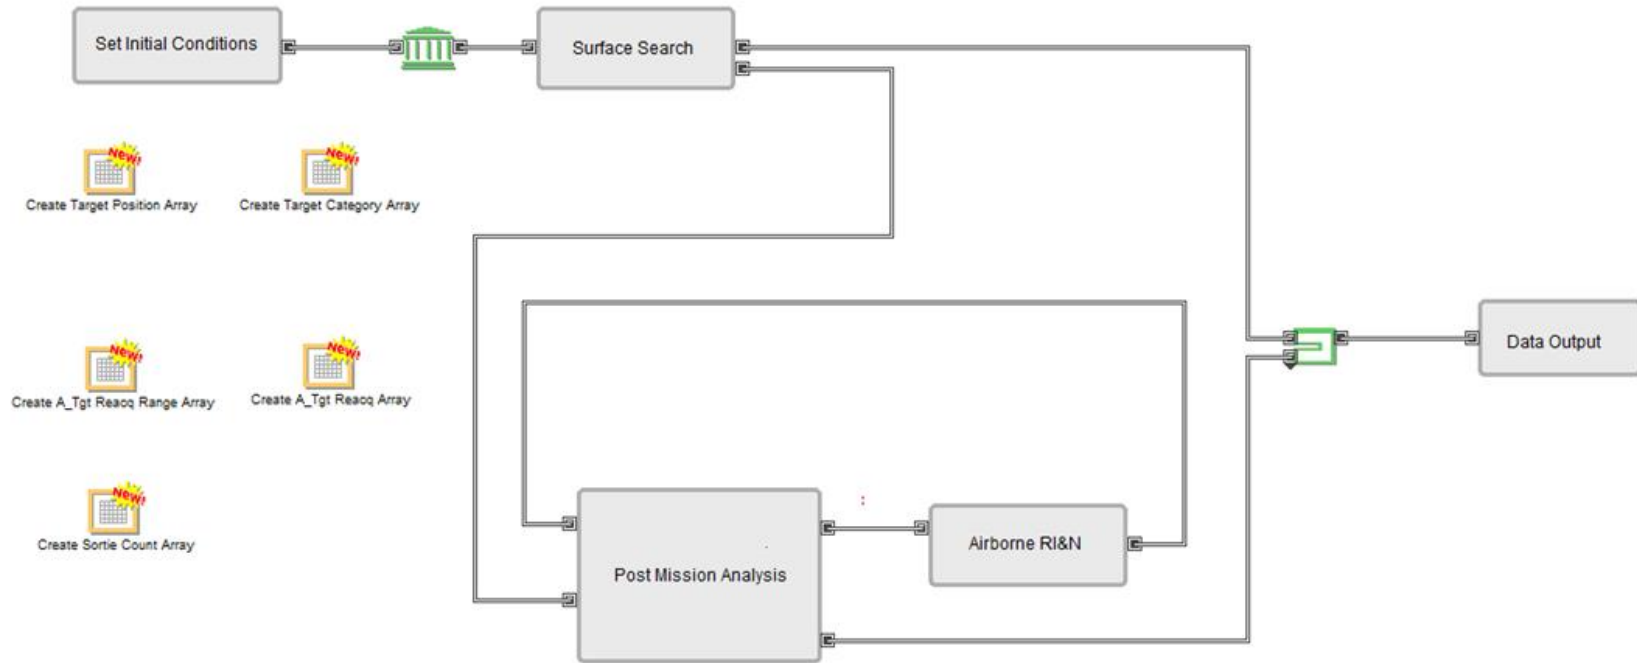 Set Initial Conditions
Surface Search
New!
Create Target Position Array
New!
Create Target Category Array
New!
Create A_Tgt Reacq Range Array
New!
Create A_Tgt Reacq Array
Data Output
New!
Create Sortie Count Array
:
Post Mission Analysis
Airborne RI&N